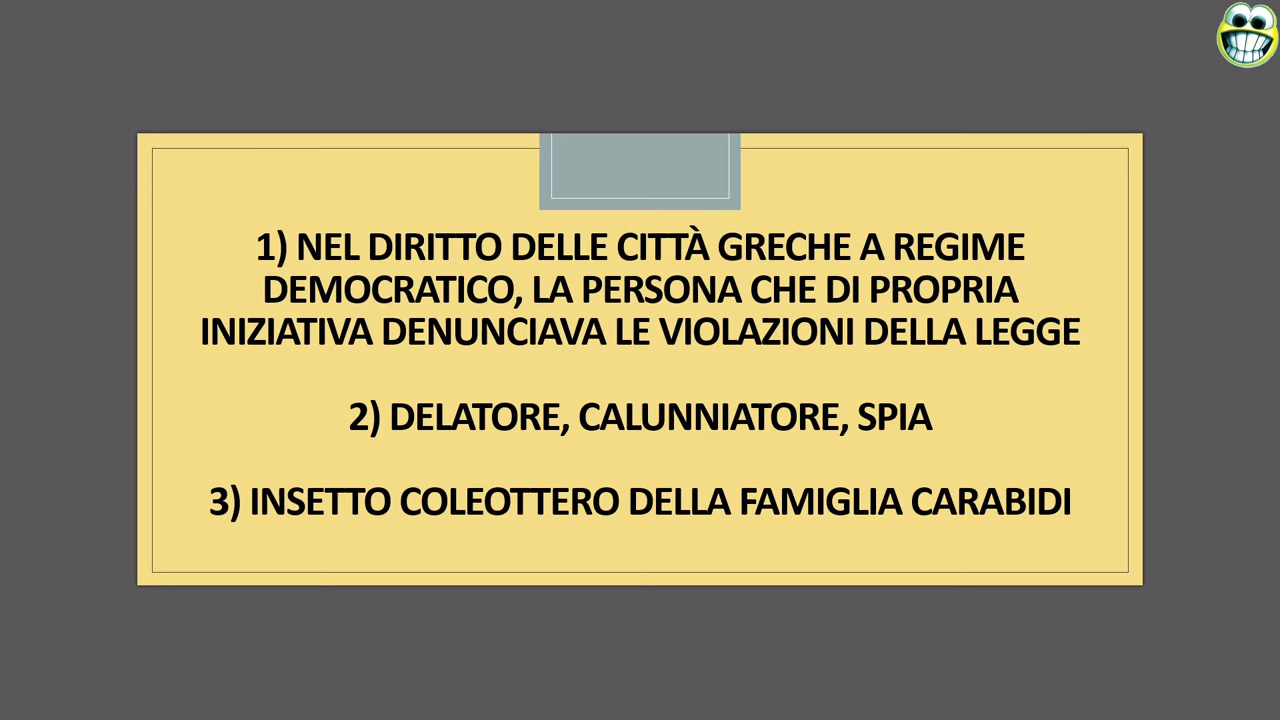 1) NEL DIRITTO DELLE CITTÀ GRECHE A REGIME
DEMOCRATICO, LA PERSONA CHE DI PROPRIA
INIZIATIVA DENUNCIAVA LE VIOLAZIONI DELLA LEGGE
2) DELATORE, CALUNNIATORE, SPIA
3) INSETTO COLEOTTERO DELLA FAMIGLIA CARABIDI